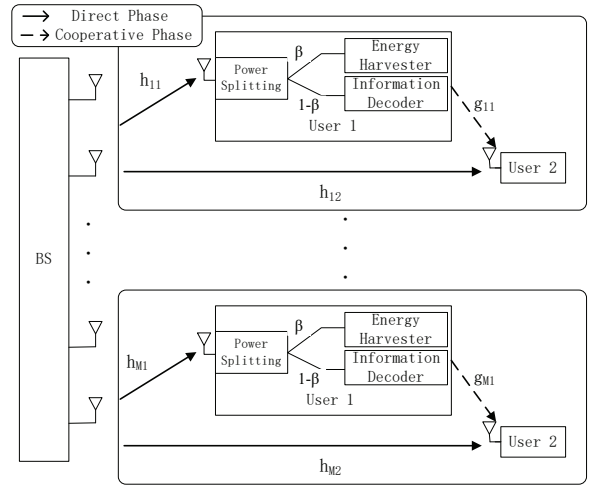 Direct Phase
Cooperative Phase
BS
h11
β
1-β
Power
Splitting
Energy
Harvester
Information
Decoder
User 1
g11
User 2
h12
hM1
β
1-β
Power
Splitting
Energy
Harvester
Information
Decoder
User 1
gM1
User 2
hM2